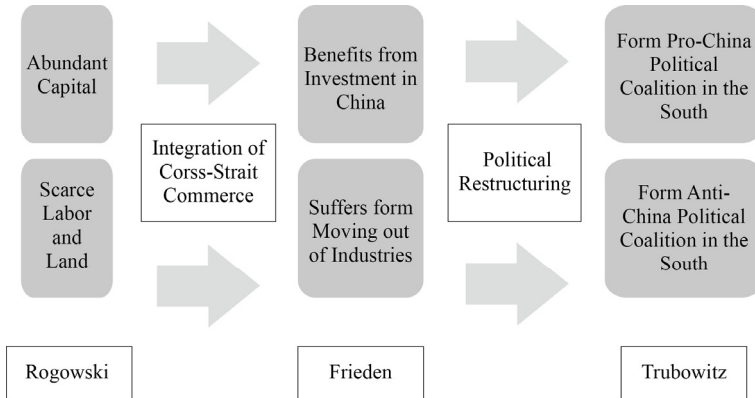 Abundant
Capital
Integration of
Corss-Strait
Commerce
Scarce
Labor
and
Land
Benefits from
Investment in
China
Political
Restructuring
Suffers form
Moving out
of Industries
Form Pro-China
Political
Coalition in the
South
Form Anti-
China Political
Coalition in the
South
Rogowski
Frieden
Trubowitz